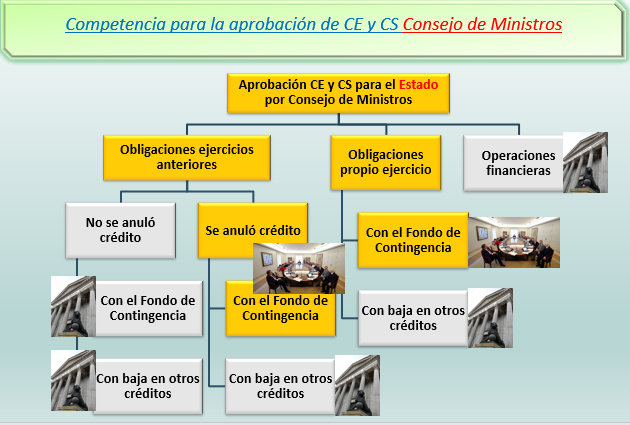 Competencia para la aprobación de CE y CS Consejo de Ministros
Aprobación CE y CS para el Estado
por Consejo de Ministros
Obligaciones ejercicios
anteriores
Obligaciones
propio ejercicio
Operaciones
financieras
No se anuló
crédito
Se anuló crédito
Con el Fondo de
Contingencia
Con el Fondo de
Contingencia
Con el Fondo de
Contingencia
Con baja en otros
créditos
Con baja en otros
créditos
Con baja en otros
créditos